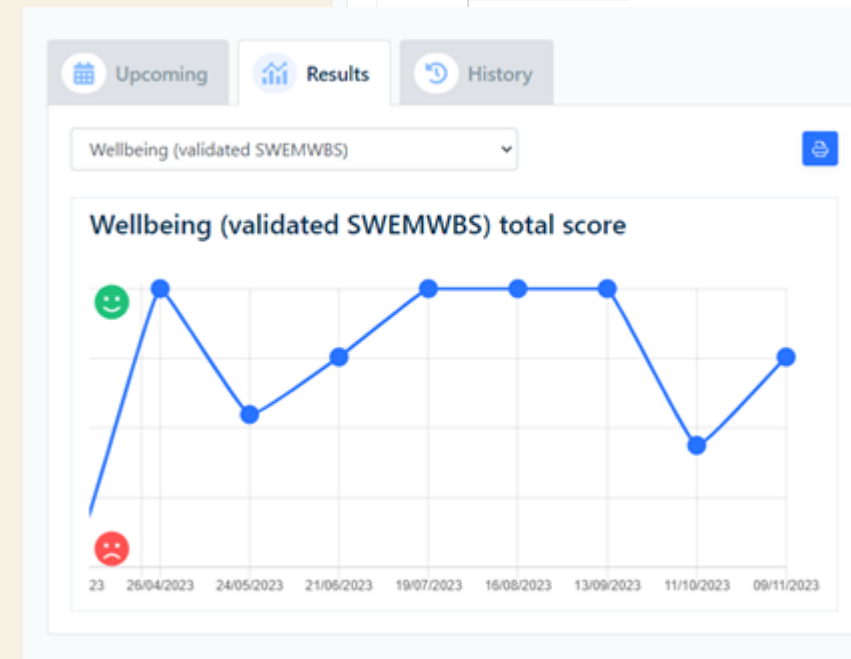 Upcoming
Results
History
Wellbeing (validated SWEMWBS)
Wellbeing (validated SWEMWBS) total score
23 26/04/2023 24/05/2023 21/06/2023 19/07/2023 16/08/2023 13/09/2023 11/10/2023 09/11/2023